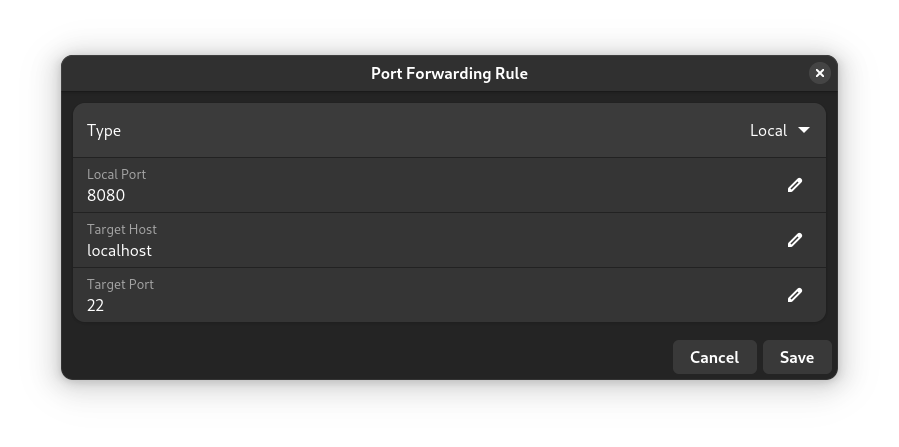 Port Forwarding Rule
Type
Local
Local Port
8080
Target Host
localhost
Target Port
22
Cancel
Save